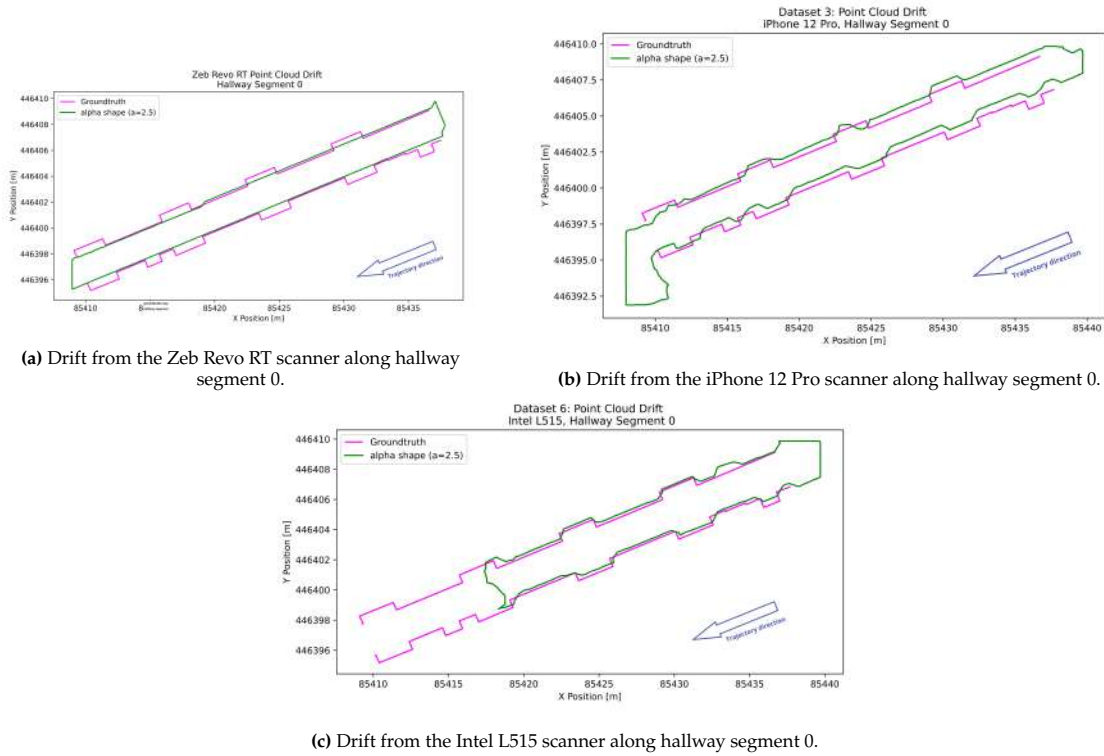 Zeb Revo RT Point Cloud Drift
Hallway Segment 0
Groundtruth
alpha shape (a=2.5)
446410
446408
446406
446404
446402
446400
446398
446396
Y Position [m]
Trajectory direction
85410
85420
85425
85430
85435
X Position [m]
(a) Drift from the Zeb Revo RT scanner along hallway
segment 0.
Dataset 3: Point Cloud Drift
iPhone 12 Pro, Hallway Segment 0
Groundtruth
alpha shape (a=2.5)
446410.0
446407.5
446405.0
446402.5
446400.0
446397.5
446395.0
446392.5
Y Position [m]
Trajectory direction
85410
85415
85420
85425
85430
85435
85440
X Position [m]
(b) Drift from the iPhone 12 Pro scanner along hallway segment 0.
Dataset 6: Point Cloud Drift
Intel L515, Hallway Segment 0
Groundtruth
alpha shape (a=2.5)
446410
446408
446406
446404
446402
446400
446398
446396
Y Position [m]
Trajectory direction
85410
85415
85420
85425
85430
85435
85440
X Position [m]
(c) Drift from the Intel L515 scanner along hallway segment 0.